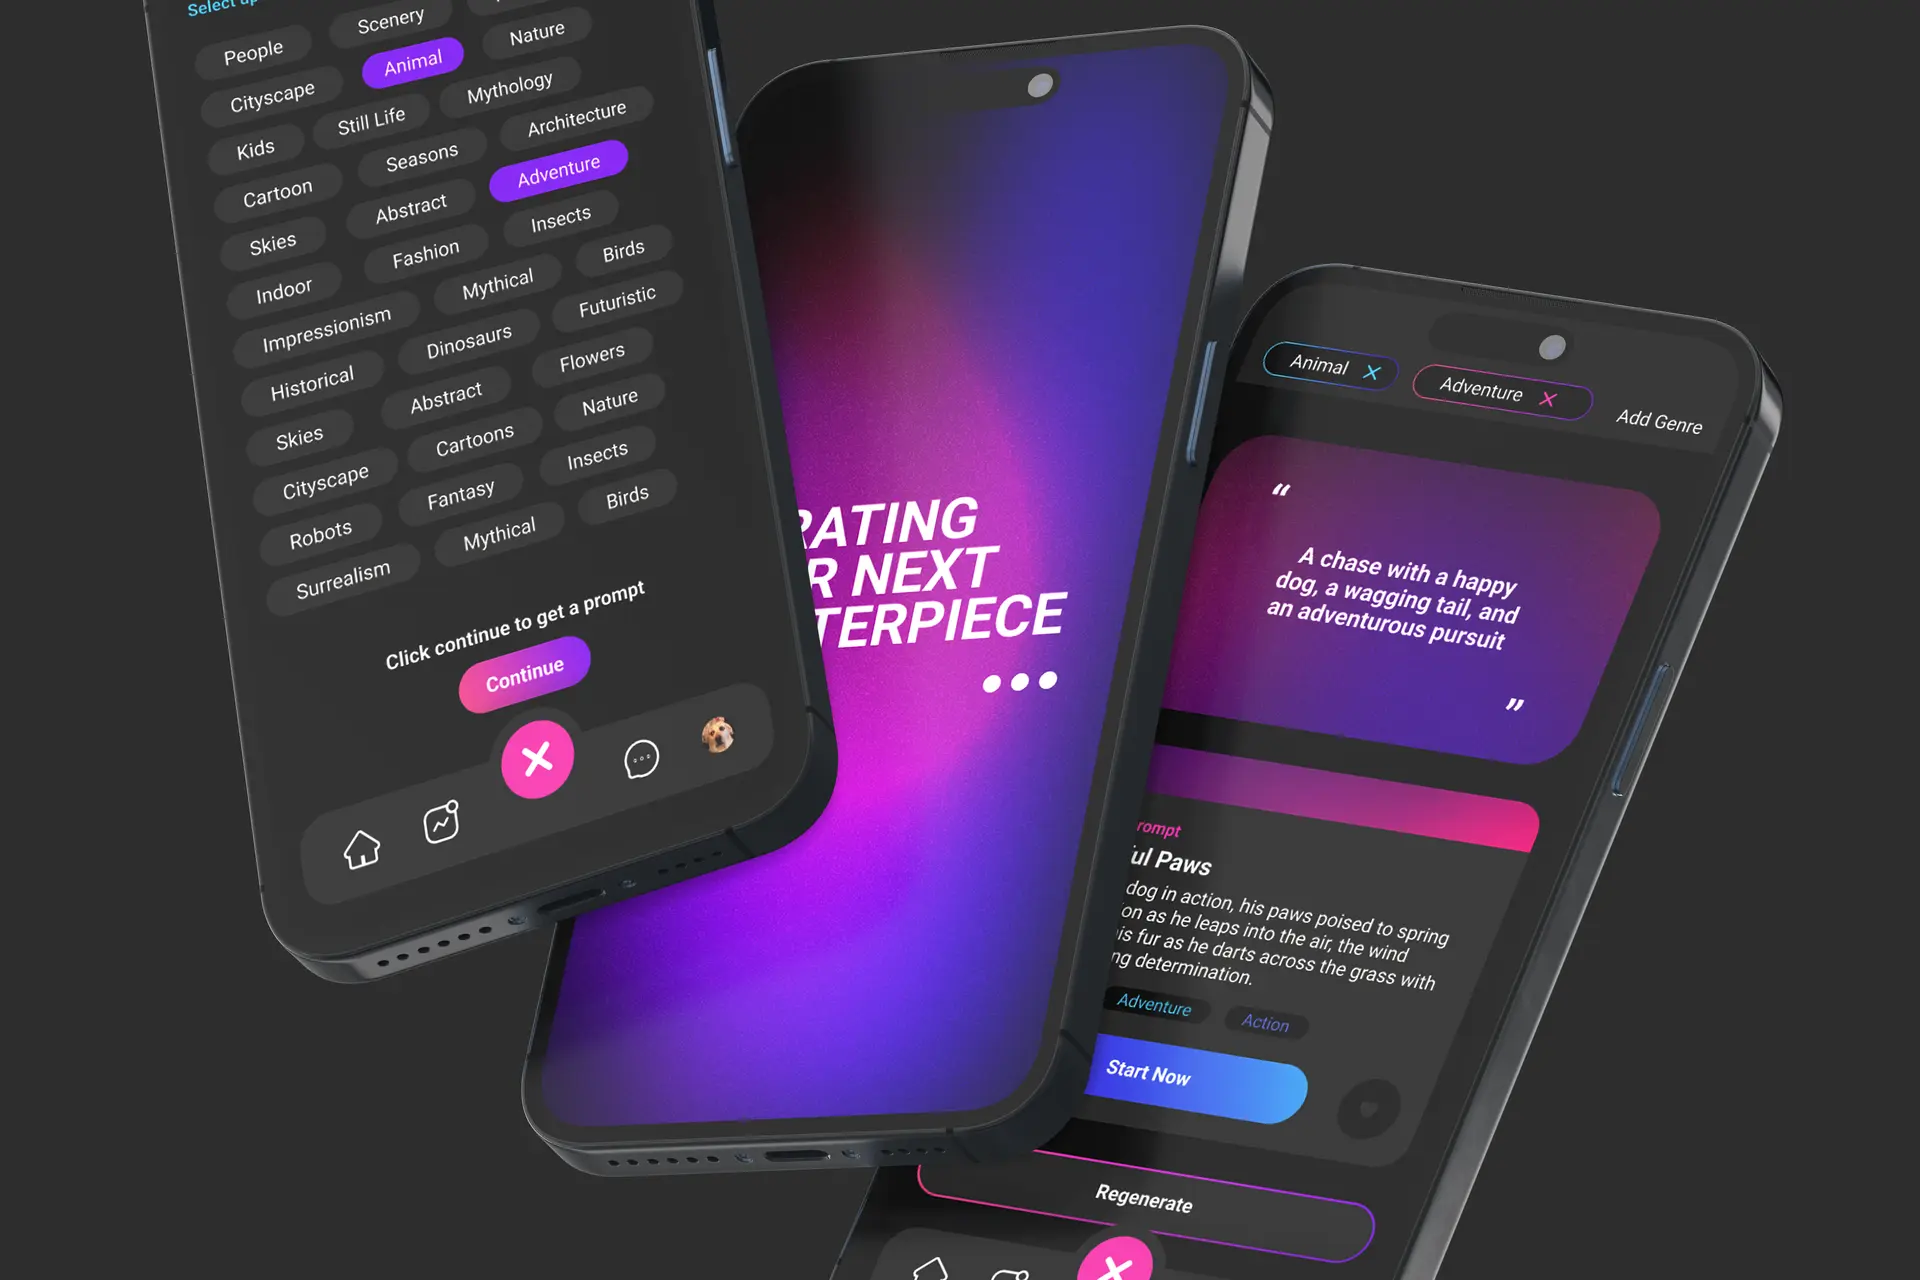 Select
People
Scenery
Cityscape
Animal
Nature
Kids
Still Life
Mythology
Cartoon
Seasons
Architecture
Skies
Abstract
Adventure
Indoor
Fashion
Insects
Impressionism
Mythical
Birds
Historical
Dinosaurs
Futuristic
Skies
Abstract
Flowers
Cityscape
Cartoons
Nature
Robots
Fantasy
Insects
Surrealism
Mythical
Birds
Click continue to get a prompt
Continue
RATING
R NEXT
TERPIECE
Animal
Adventure
Add Genre
“
A chase with a happy
dog, a wagging tail, and
an adventurous pursuit
”
rompt
ful Paws
dog in action, his paws poised to spring
on as he leaps into the air, the wind
is fur as he darts across the grass with
ng determination.
Adventure
Action
Start Now
Regenerate